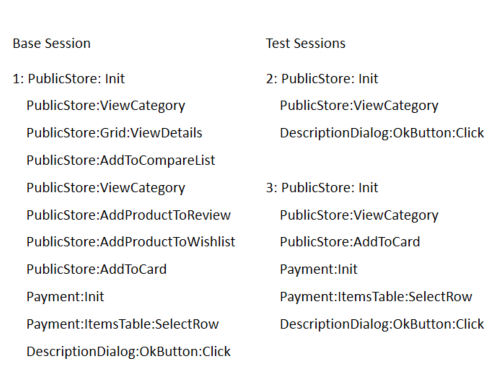 Base Session
1: PublicStore: Init
PublicStore:ViewCategory
PublicStore:Grid:ViewDetails
PublicStore:AddToCompareList
PublicStore:ViewCategory
PublicStore:AddProductToReview
PublicStore:AddProductToWishlist
PublicStore:AddToCard
Payment:Init
Payment:ItemsTable:SelectRow
DescriptionDialog:OkButton:Click
Test Sessions
2: PublicStore: Init
PublicStore:ViewCategory
DescriptionDialog:OkButton:Click
3: PublicStore: Init
PublicStore:ViewCategory
PublicStore:AddToCard
Payment:Init
Payment:ItemsTable:SelectRow
DescriptionDialog:OkButton:Click